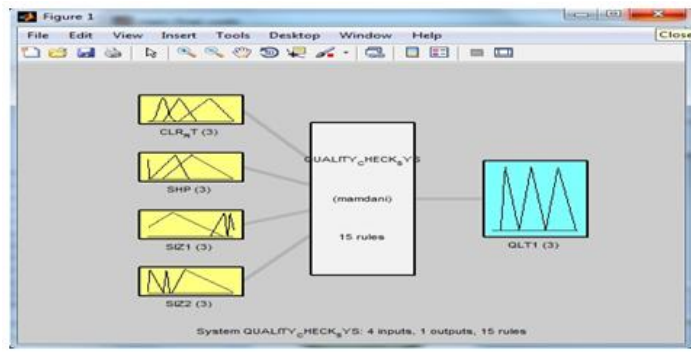 Figure 1
File Edit View Insert Tools Desktop Window Help
Close
CLR_RT (3)
SHP (3)
SIZ1 (3)
SIZ2 (3)
QUALITY_CHECK_SYS
(mamdani)
15 rules
QLT1 (3)
System QUALITY_CHECK_SYS: 4 inputs, 1 outputs, 15 rules